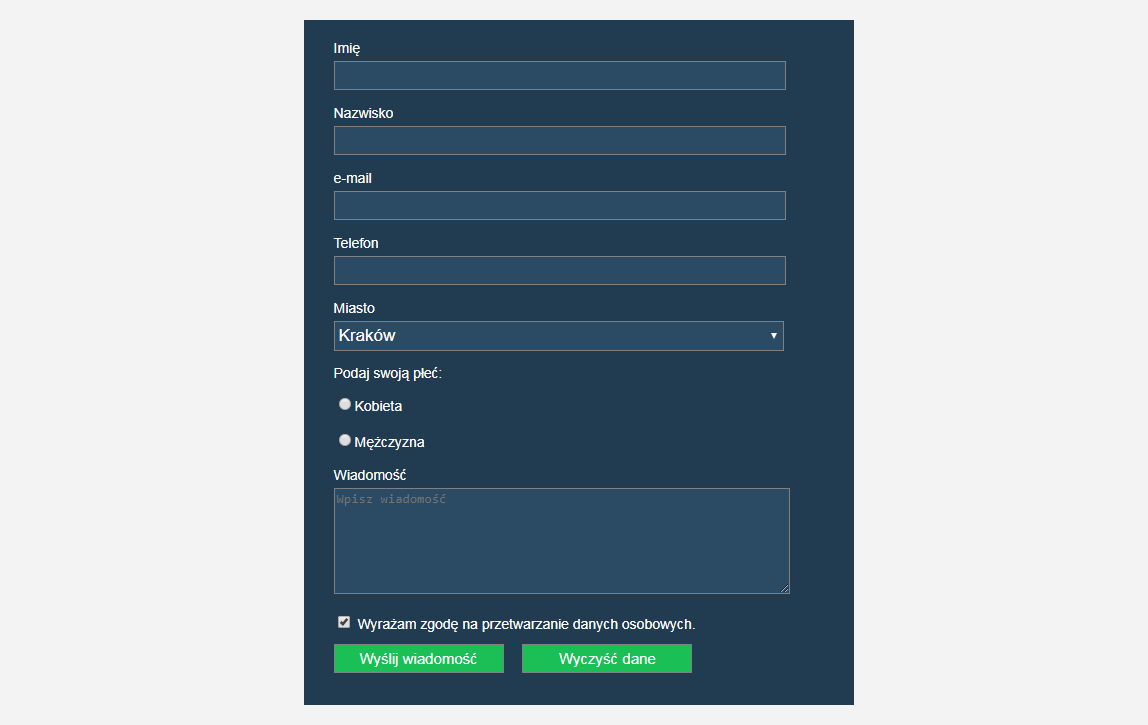 Imię
Nazwisko
e-mail
Telefon
Miasto
Kraków
Podaj swoją płeć:
Kobieta
Mężczyzna
Wiadomość
Wpisz wiadomość
Wyrażam zgodę na przetwarzanie danych osobowych.
Wyślij wiadomość Wyczyść dane